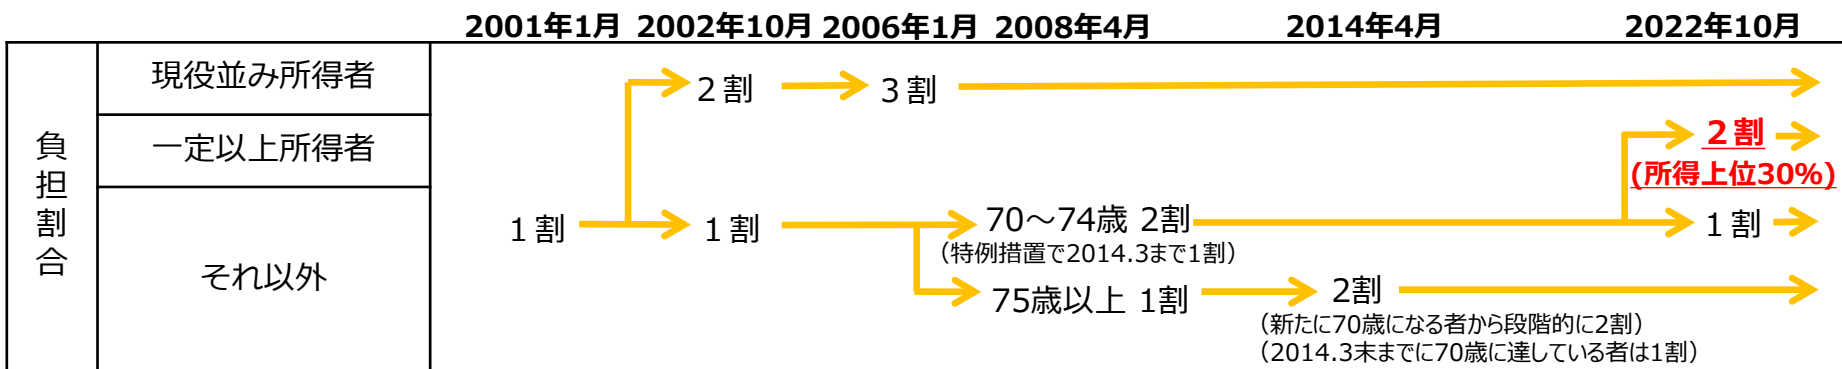 2001年1月 2002年10月 2006年1月 2008年4月 2014年4月 2022年10月
負担割合
現役並み所得者
２割 ３割
一定以上所得者
２割
(所得上位30%)
それ以外
１割 １割 70～74歳 2割 １割
（特例措置で2014.3まで1割）
75歳以上 1割 2割
（新たに70歳になる者から段階的に2割）
（2014.3末までに70歳に達している者は1割）